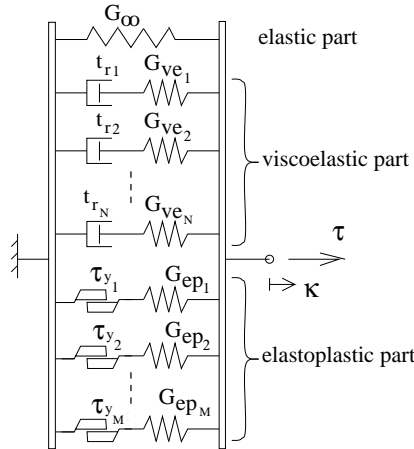 G∞ elastic part
t_r1 G_ve1
t_r2 G_ve2
viscoelastic part
t_rN G_veN
τ
κ
τ_y1 G_ep1
τ_y2 G_ep2
elastoplastic part
τ_yM G_epM